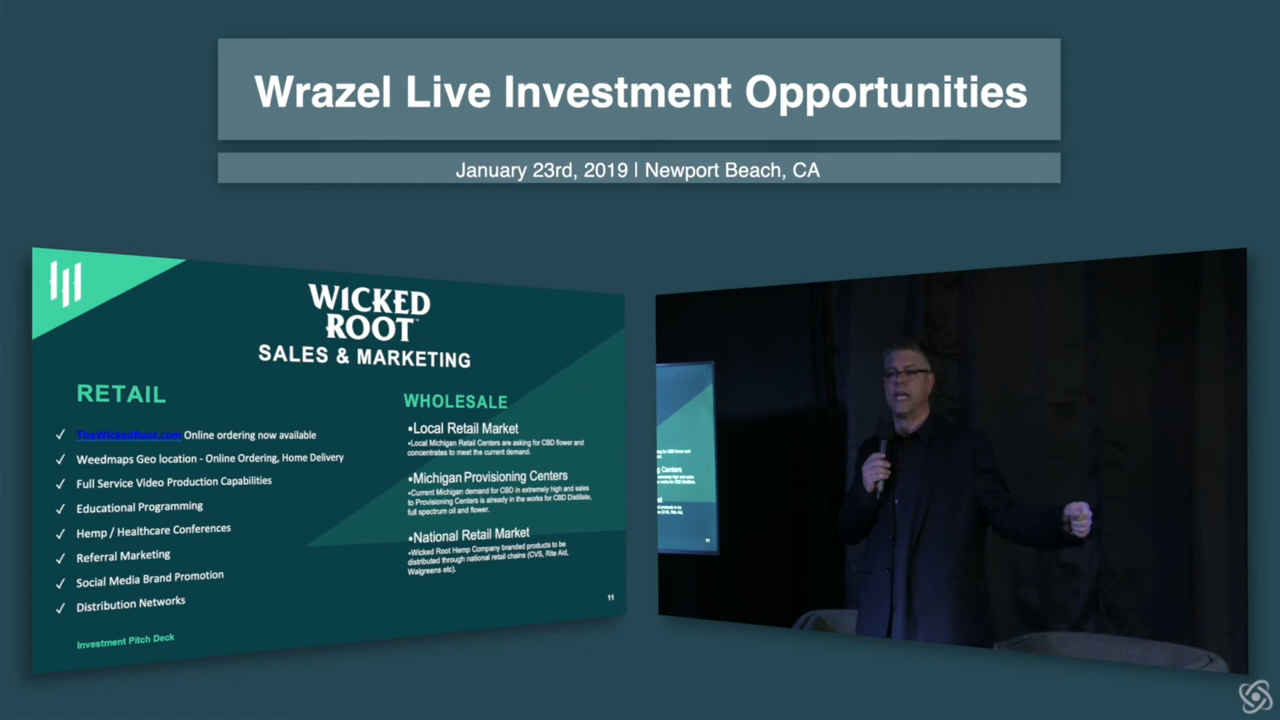 Wrazel Live Investment Opportunities
January 23rd, 2019 | Newport Beach, CA
WICKED
ROOT™
SALES & MARKETING
RETAIL
✓ TheWickedRoot.com Online ordering now available
✓ Weedmaps Geo location - Online Ordering, Home Delivery
✓ Full Service Video Production Capabilities
✓ Educational Programming
✓ Hemp / Healthcare Conferences
✓ Referral Marketing
✓ Social Media Brand Promotion
✓ Distribution Networks
Investment Pitch Deck
WHOLESALE
•Local Retail Market
•Local Michigan Retail Centers are asking for CBD flower and
concentrates to meet the current demand.
•Michigan Provisioning Centers
•Current Michigan demand for CBD in extremely high and sales
to Provisioning Centers is already in the works for CBD Distillate,
full spectrum oil and flower.
•National Retail Market
•Wicked Root Hemp Company branded products to be
distributed through national retail chains (CVS, Rite Aid,
Walgreens etc).
11